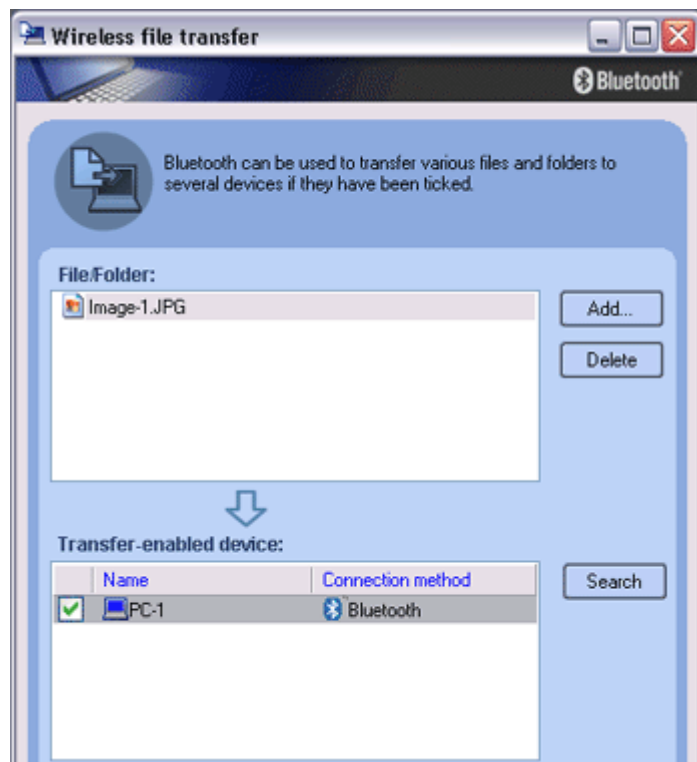 Wireless file transfer
Bluetooth
Bluetooth can be used to transfer various files and folders to
several devices if they have been ticked.
File/Folder:
Image-1.JPG
Add...
Delete
Transfer-enabled device:
Name Connection method
Search
PC-1 Bluetooth